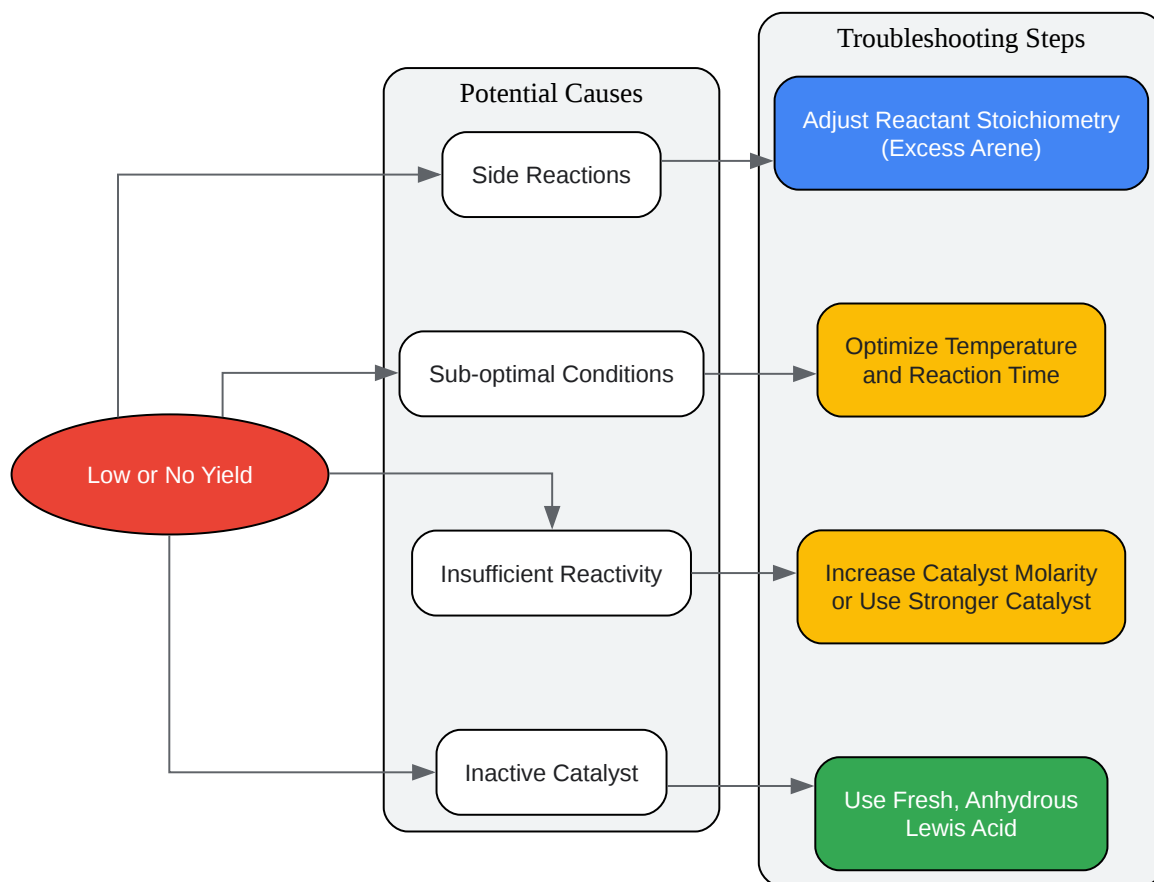 Troubleshooting Steps
Potential Causes
Adjust Reactant Stoichiometry
(Excess Arene)
Side Reactions
Optimize Temperature
and Reaction Time
Sub-optimal Conditions
Low or No Yield
Insufficient Reactivity
Increase Catalyst Molarity
or Use Stronger Catalyst
Inactive Catalyst
Use Fresh, Anhydrous
Lewis Acid